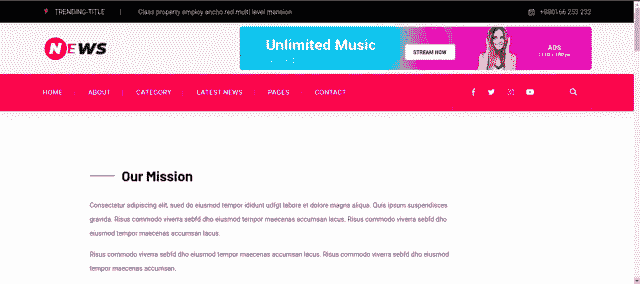 TRENDING TITLE | Class property employ ancho red multi level mansion
+880166 253 232
NEWS
Unlimited Music
STREAM NOW
ADS
HOME
ABOUT
CATEGORY
LATEST NEWS
PAGES
CONTACT
Our Mission
Consectetur adipiscing elit, sued do eiusmod tempor ididunt udfgt labore et dolore magna aliqua. Quis ipsum suspendisces
gravida. Risus commodo viverra sebfd dho eiusmod tempor maecenas accumsan lacus. Risus commodo viverra sebfd dho
eiusmod tempor maecenas accumsan lacus.
Risus commodo viverra sebfd dho eiusmod tempor maecenas accumsan lacus. Risus commodo viverra sebfd dho eiusmod
tempor maecenas accumsan.